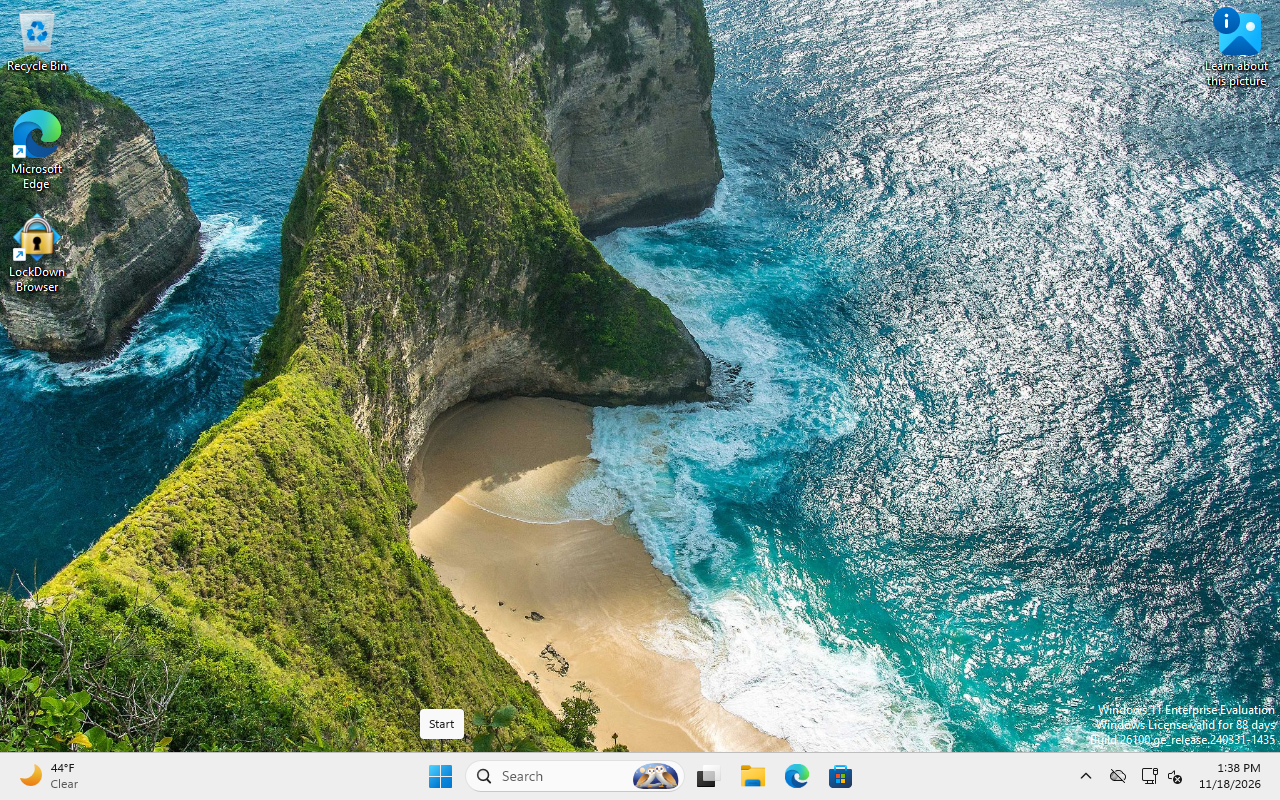 Recycle Bin
Learn about
this picture
Microsoft
Edge
LockDown
Browser
Start
Windows 11 Enterprise Evaluation
Windows License valid for 88 days
Build 26100.ge_release.240331-1435
44°F
Clear
Search
1:38 PM
11/18/2026